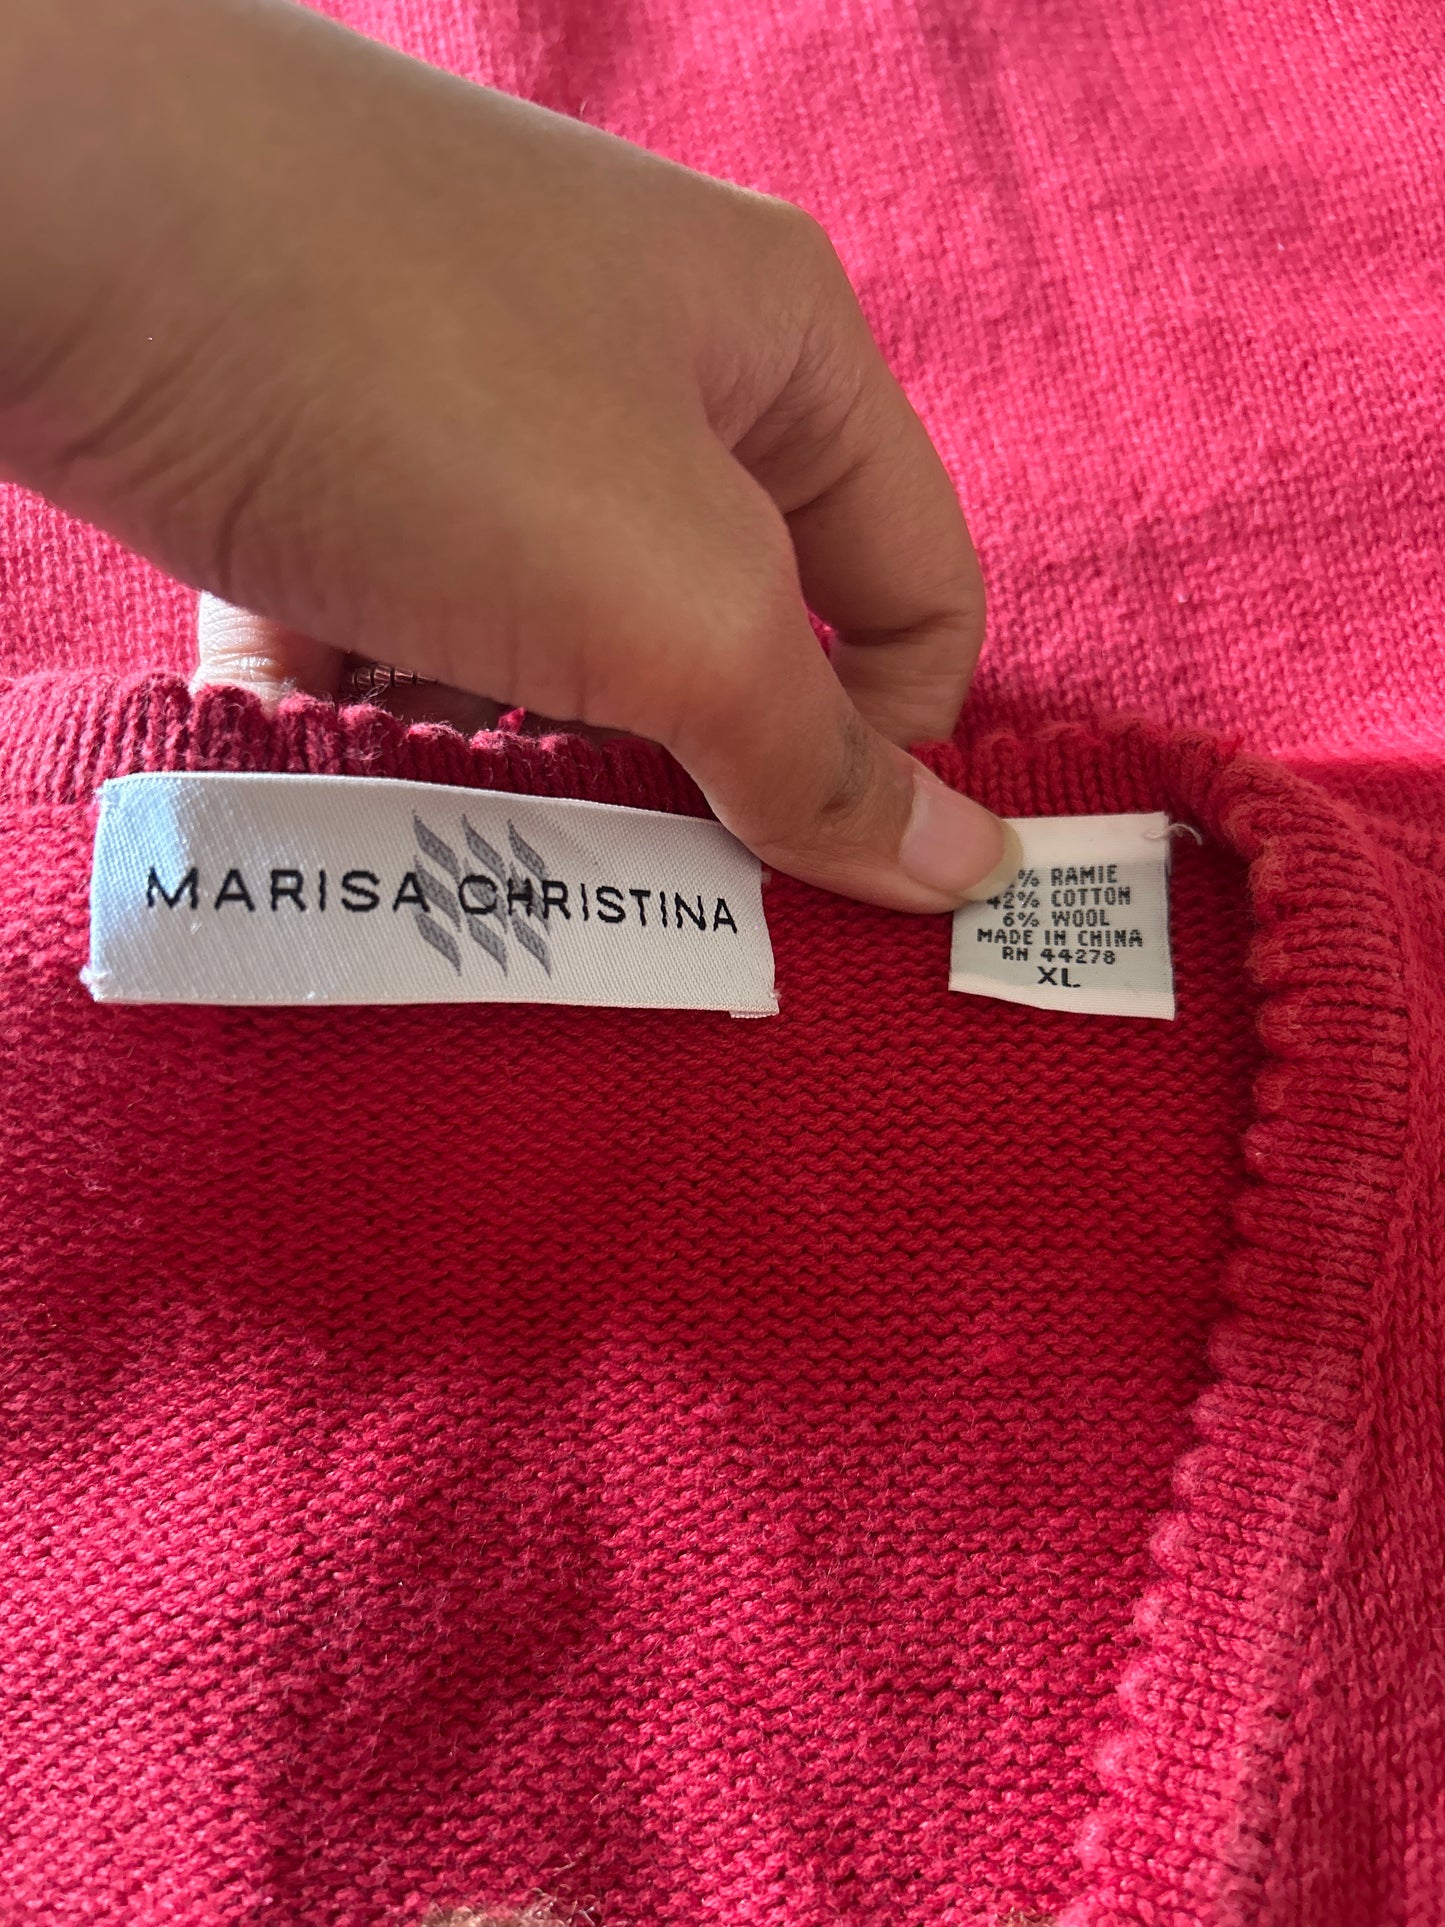 MARISA CHRISTINA
% RAMIE
42% COTTON
6% WOOL
MADE IN CHINA
RN 44278
XL